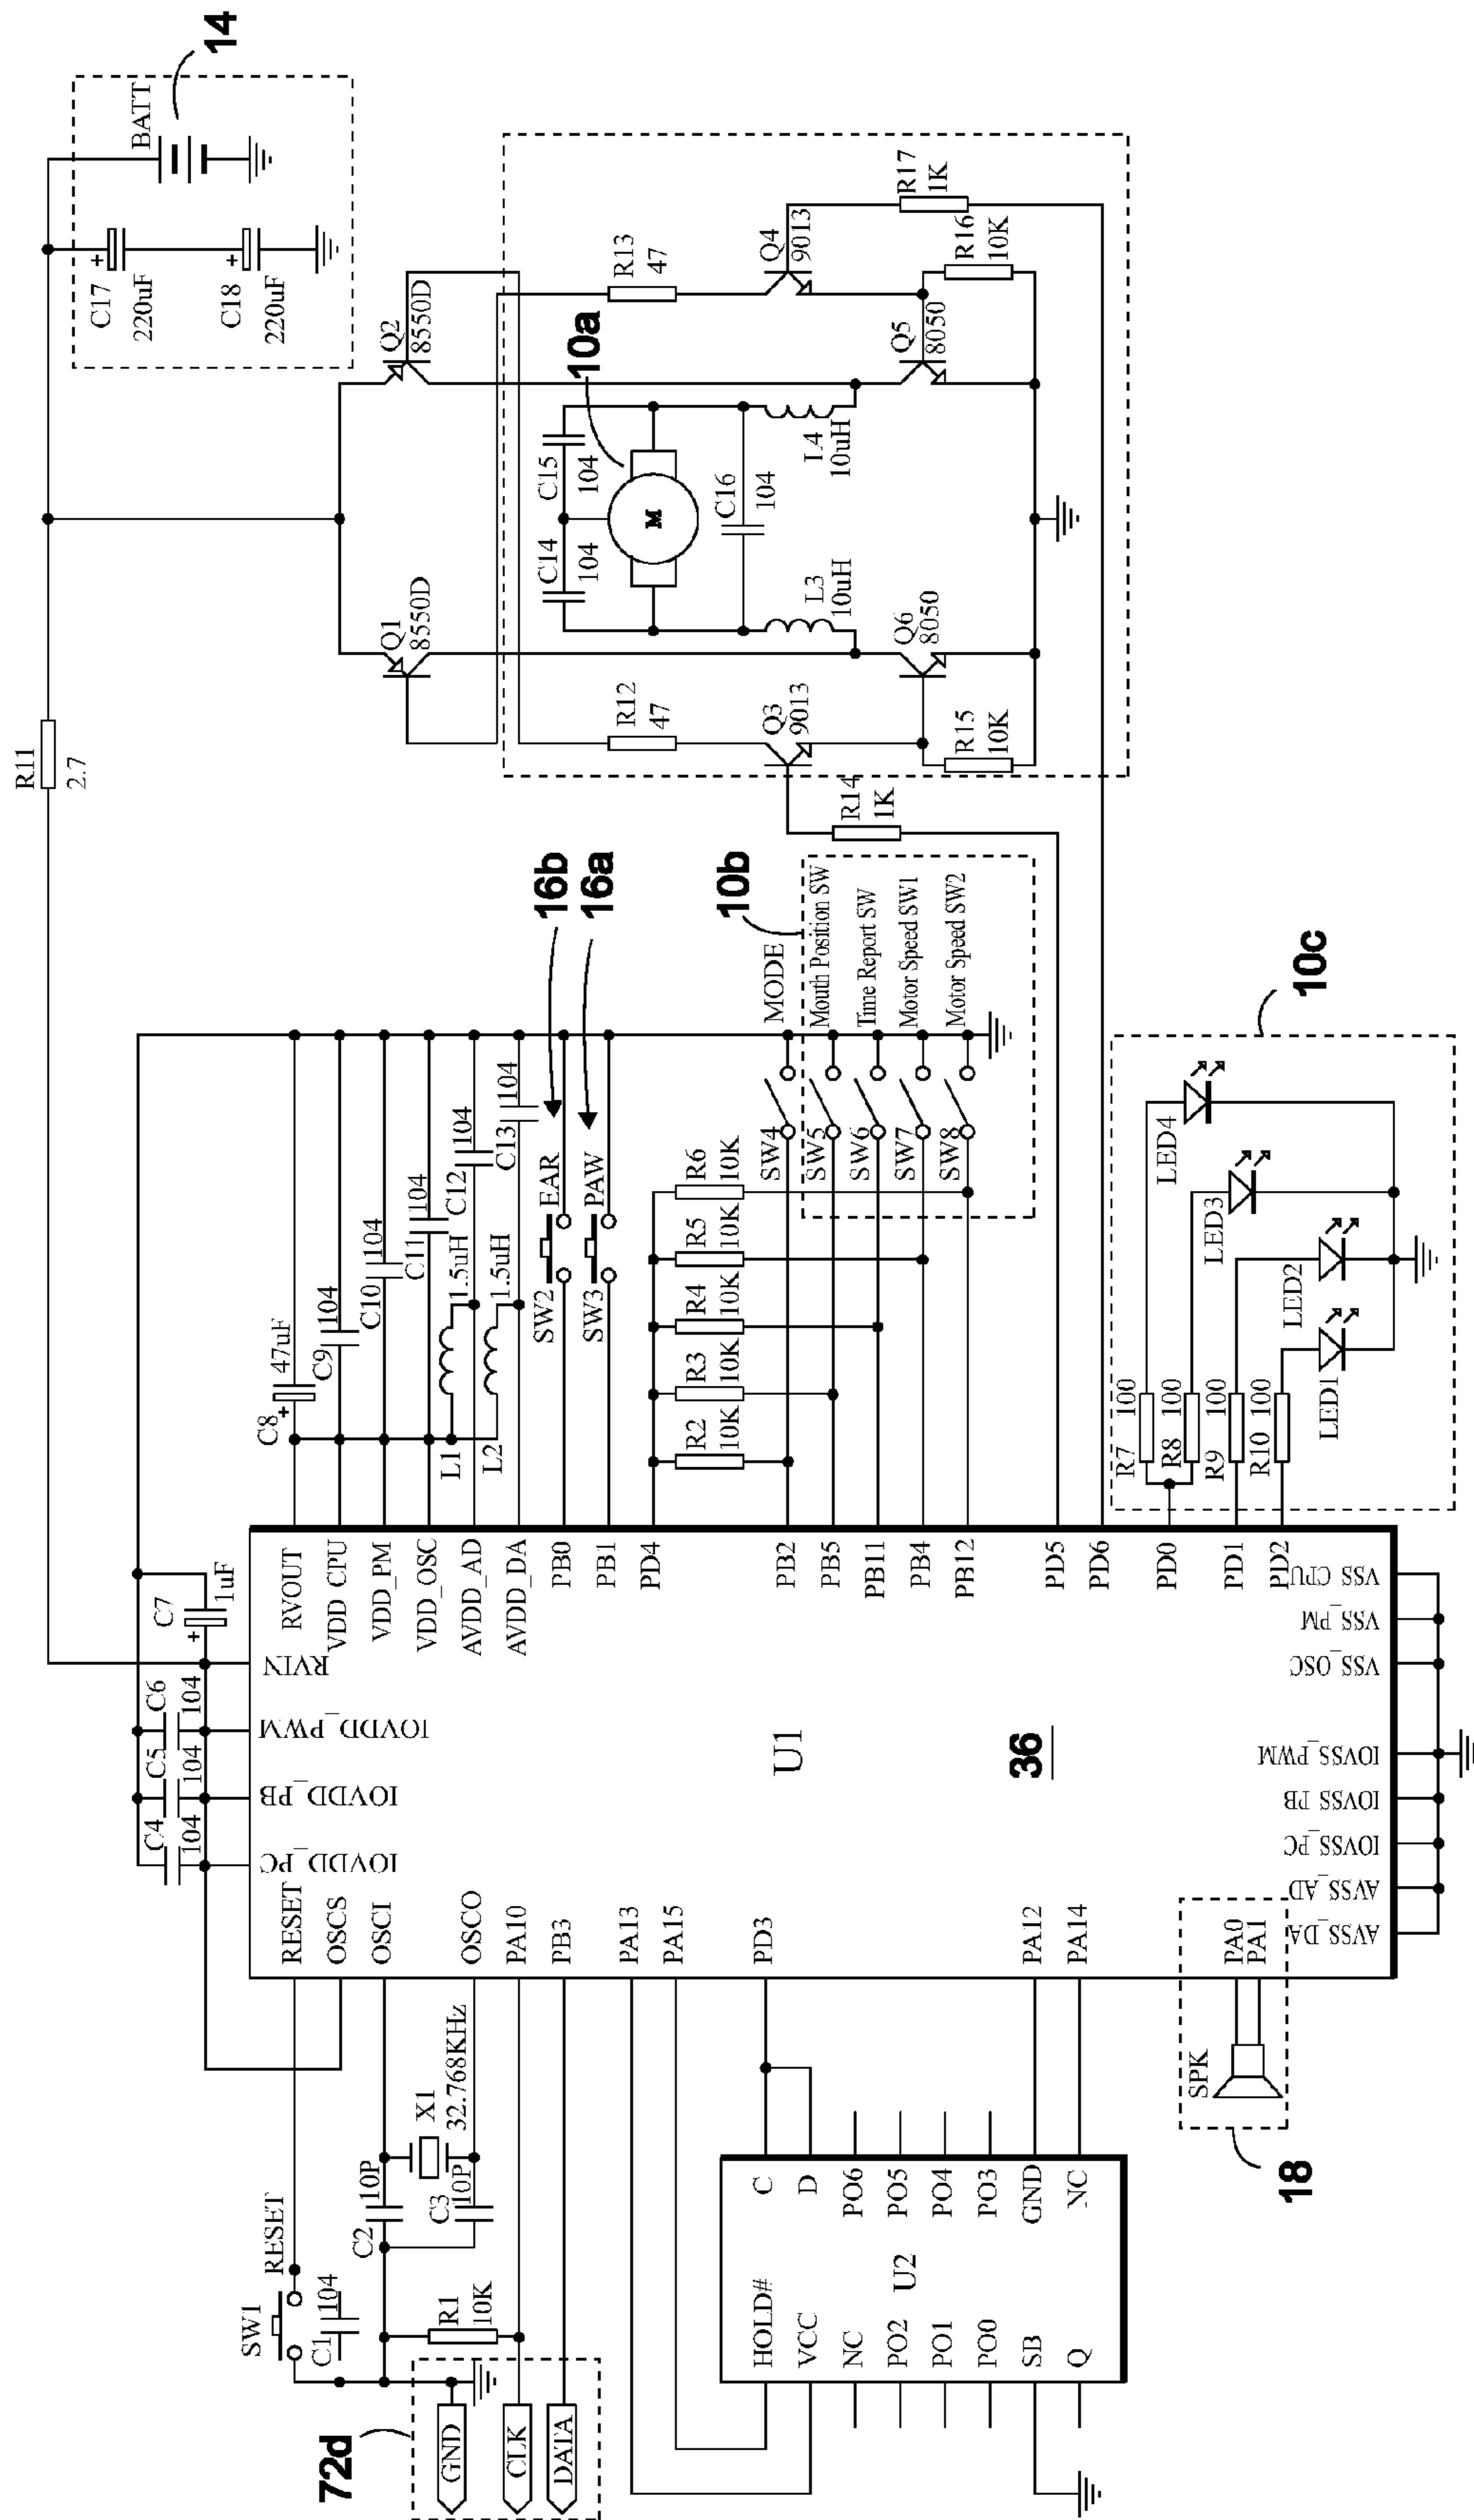 14
BATT
C17
220uF
C18
220uF
R11
2.7
Q1
8550D
Q2
8550D
R12
47
R13
47
Q3
9013
Q4
9013
10a
C14
104
C15
104
M
C16
104
L3
10uH
L4
10uH
Q6
8050
Q5
8050
R15
10K
R16
10K
R17
1K
R14
1K
C4
104
C5
104
C6
104
C7
+
1uF
C8
+
47uF
C9
104
C10
104
C11
104
C12
104
C13
104
L1
1.5uH
L2
1.5uH
SW2
EAR
16b
SW3
PAW
16a
R2
10K
R3
10K
R4
10K
R5
10K
R6
10K
SW4
MODE
10b
SW5
Mouth Position SW
SW6
Time Report SW
SW7
Motor Speed SW1
SW8
Motor Speed SW2
10c
R7
100
R8
100
R9
100
R10
100
LED1
LED2
LED3
LED4
IOVDD_PC
IOVDD_PB
IOVDD_PWM
RVIN
RVOUT
VDD_CPU
VDD_PM
VDD_OSC
AVDD_AD
AVDD_DA
PB0
PB1
PD4
PB2
PB5
PB11
PB4
PB12
PD5
PD6
PD0
PD1
PD2
U1
36
RESET
OSCS
OSCI
OSCO
PA10
PB3
PA13
PA15
PD3
PA12
PA14
PA0
PA1
AVSS_DA
AVSS_AD
IOVSS_PC
IOVSS_PB
IOVSS_PWM
VSS_OSC
VSS_PM
VSS_CPU
SPK
18
SW1
RESET
C1
104
C2
10P
C3
10P
X1
32.768KHz
R1
10K
72d
GND
CLK
DATA
U2
HOLD#
VCC
NC
PO2
PO1
PO0
SB
Q
C
D
PO6
PO5
PO4
PO3
GND
NC